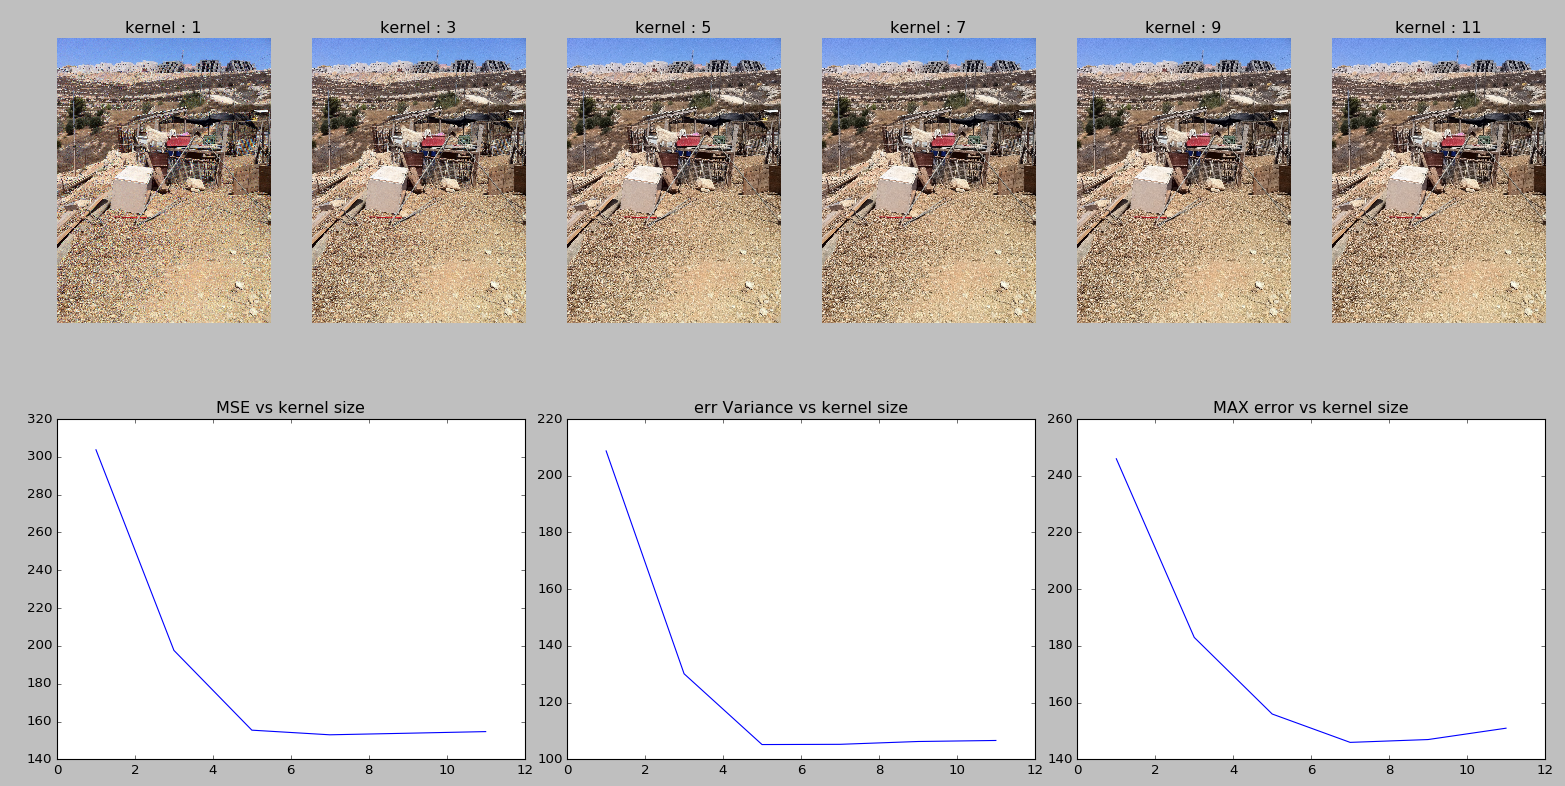 kernel : 1
kernel : 3
kernel : 5
kernel : 7
kernel : 9
kernel : 11
MSE vs kernel size
320
300
280
260
240
220
200
180
160
140
0 2 4 6 8 10 12
err Variance vs kernel size
220
200
180
160
140
120
100
0 2 4 6 8 10 12
MAX error vs kernel size
260
240
220
200
180
160
140
0 2 4 6 8 10 12